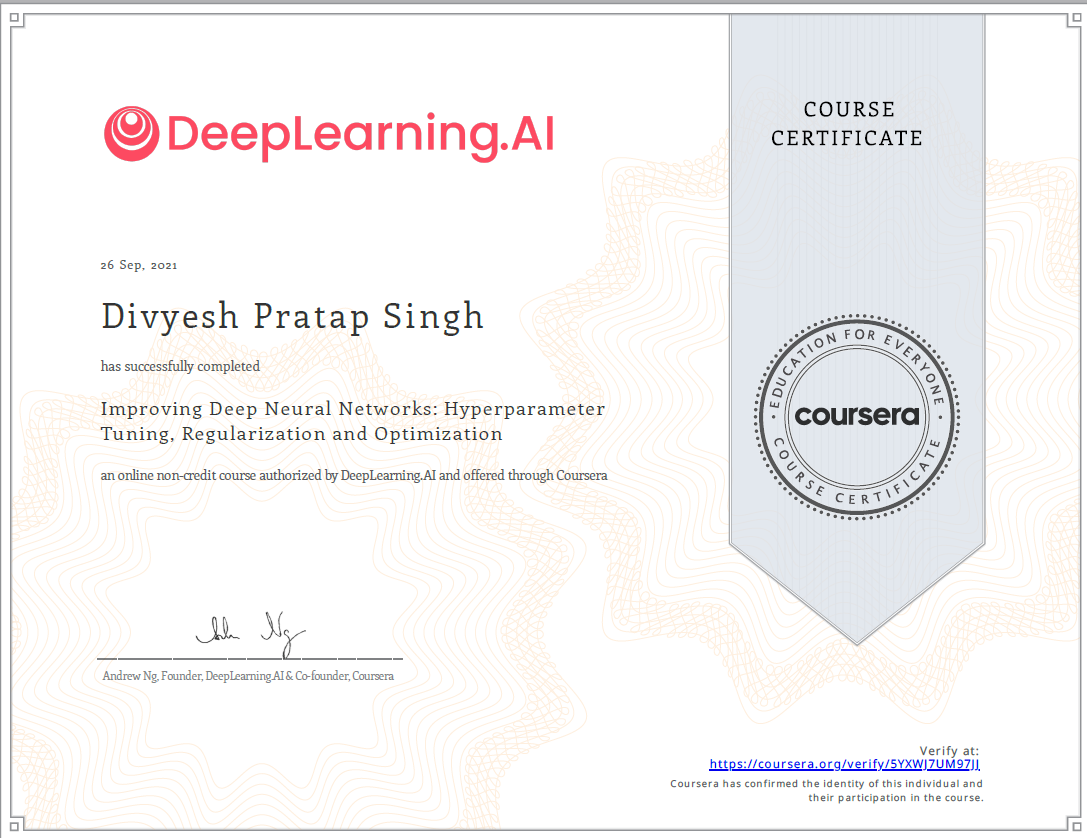 DeepLearning.AI
COURSE
CERTIFICATE
26 Sep, 2021
Divyesh Pratap Singh
has successfully completed
Improving Deep Neural Networks: Hyperparameter
Tuning, Regularization and Optimization
an online non-credit course authorized by DeepLearning.AI and offered through Coursera
EDUCATION FOR EVERYONE
coursera
COURSE CERTIFICATE
Andrew Ng, Founder, DeepLearning.AI & Co-founder, Coursera
Verify at:
https://coursera.org/verify/5YXWJ7UM97JJ
Coursera has confirmed the identity of this individual and
their participation in the course.